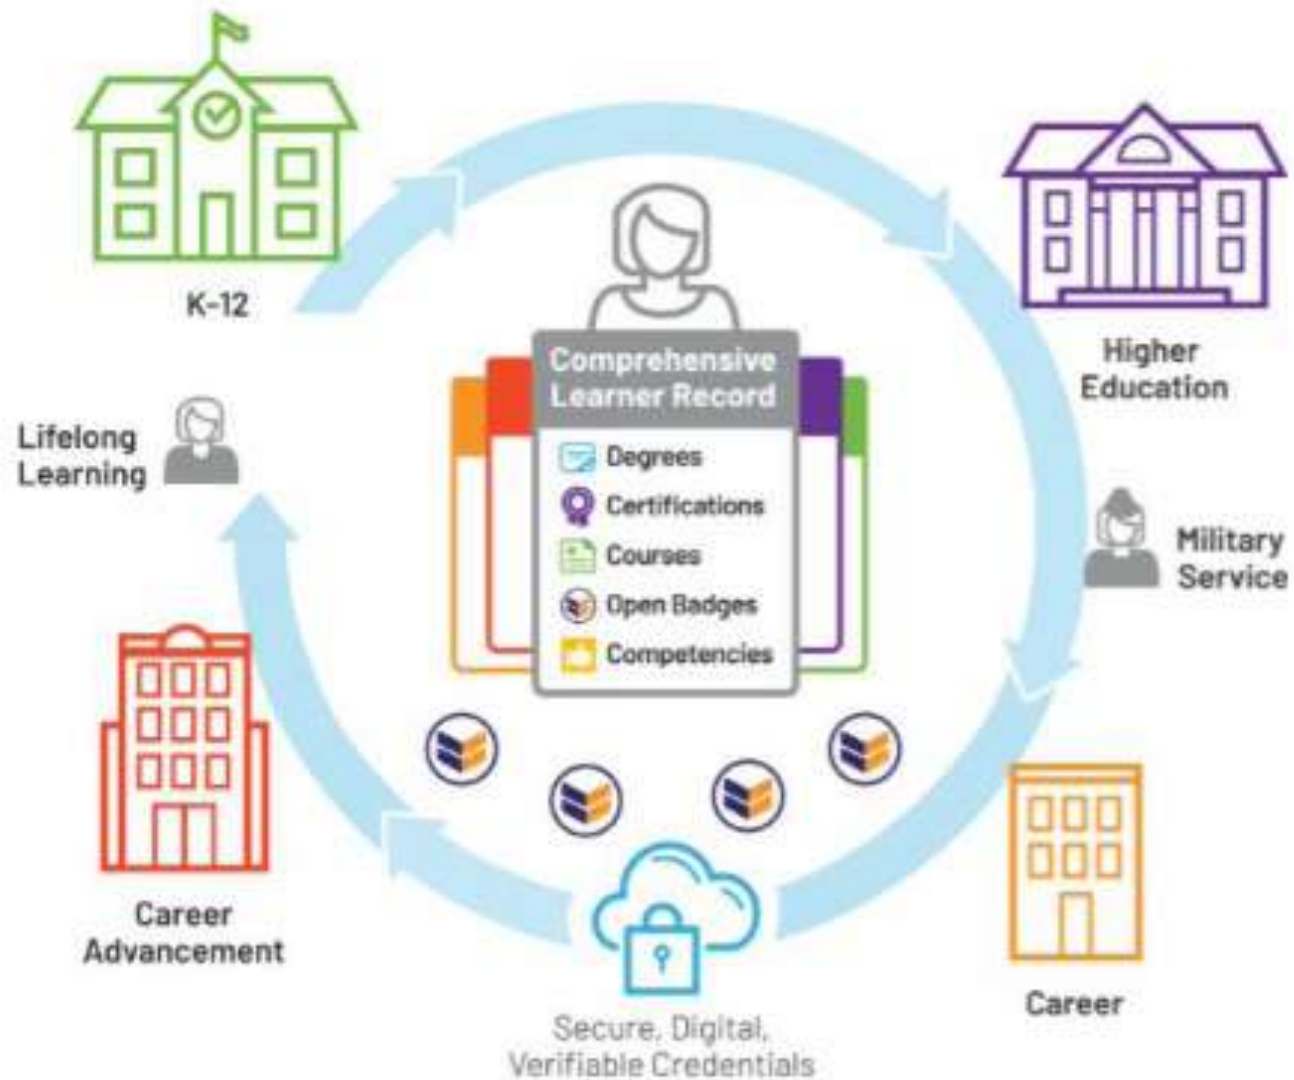 K-12
Higher
Education
Comprehensive
Learner Record
Degrees
Certifications
Courses
Open Badges
Competencies
Lifelong
Learning
Military
Service
Career
Advancement
Career
Secure, Digital,
Verifiable Credentials